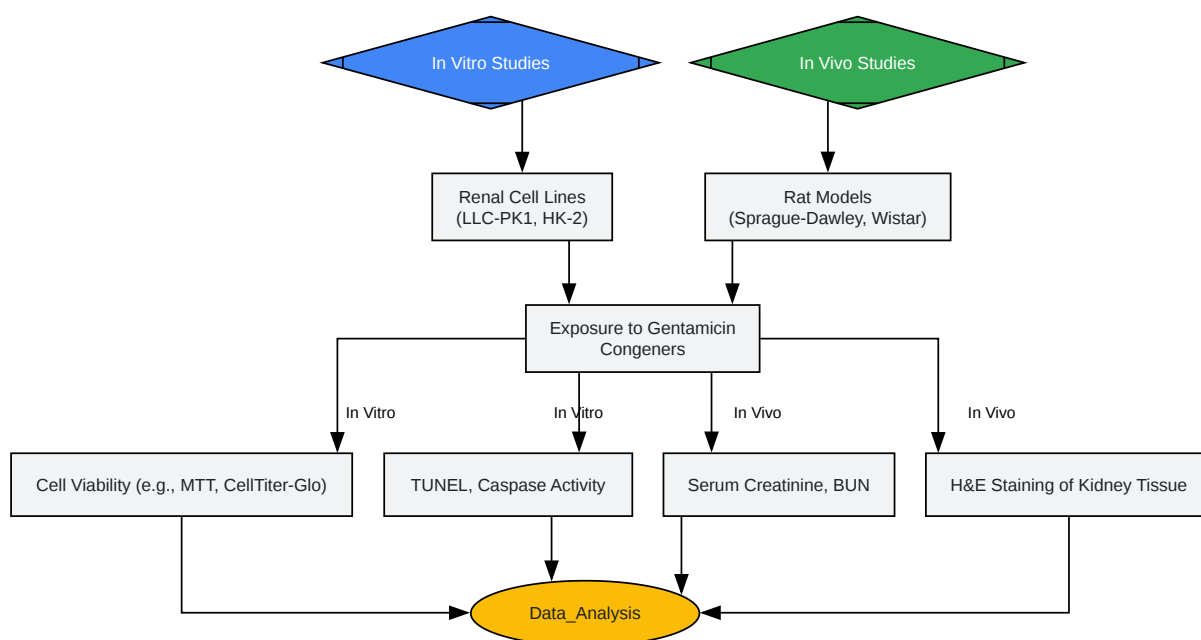 In Vitro Studies
In Vivo Studies
Renal Cell Lines
(LLC-PK1, HK-2)
Rat Models
(Sprague-Dawley, Wistar)
Exposure to Gentamicin
Congeners
In Vitro
In Vitro
In Vivo
In Vivo
Cell Viability (e.g., MTT, CellTiter-Glo)
TUNEL, Caspase Activity
Serum Creatinine, BUN
H&E Staining of Kidney Tissue
Data_Analysis